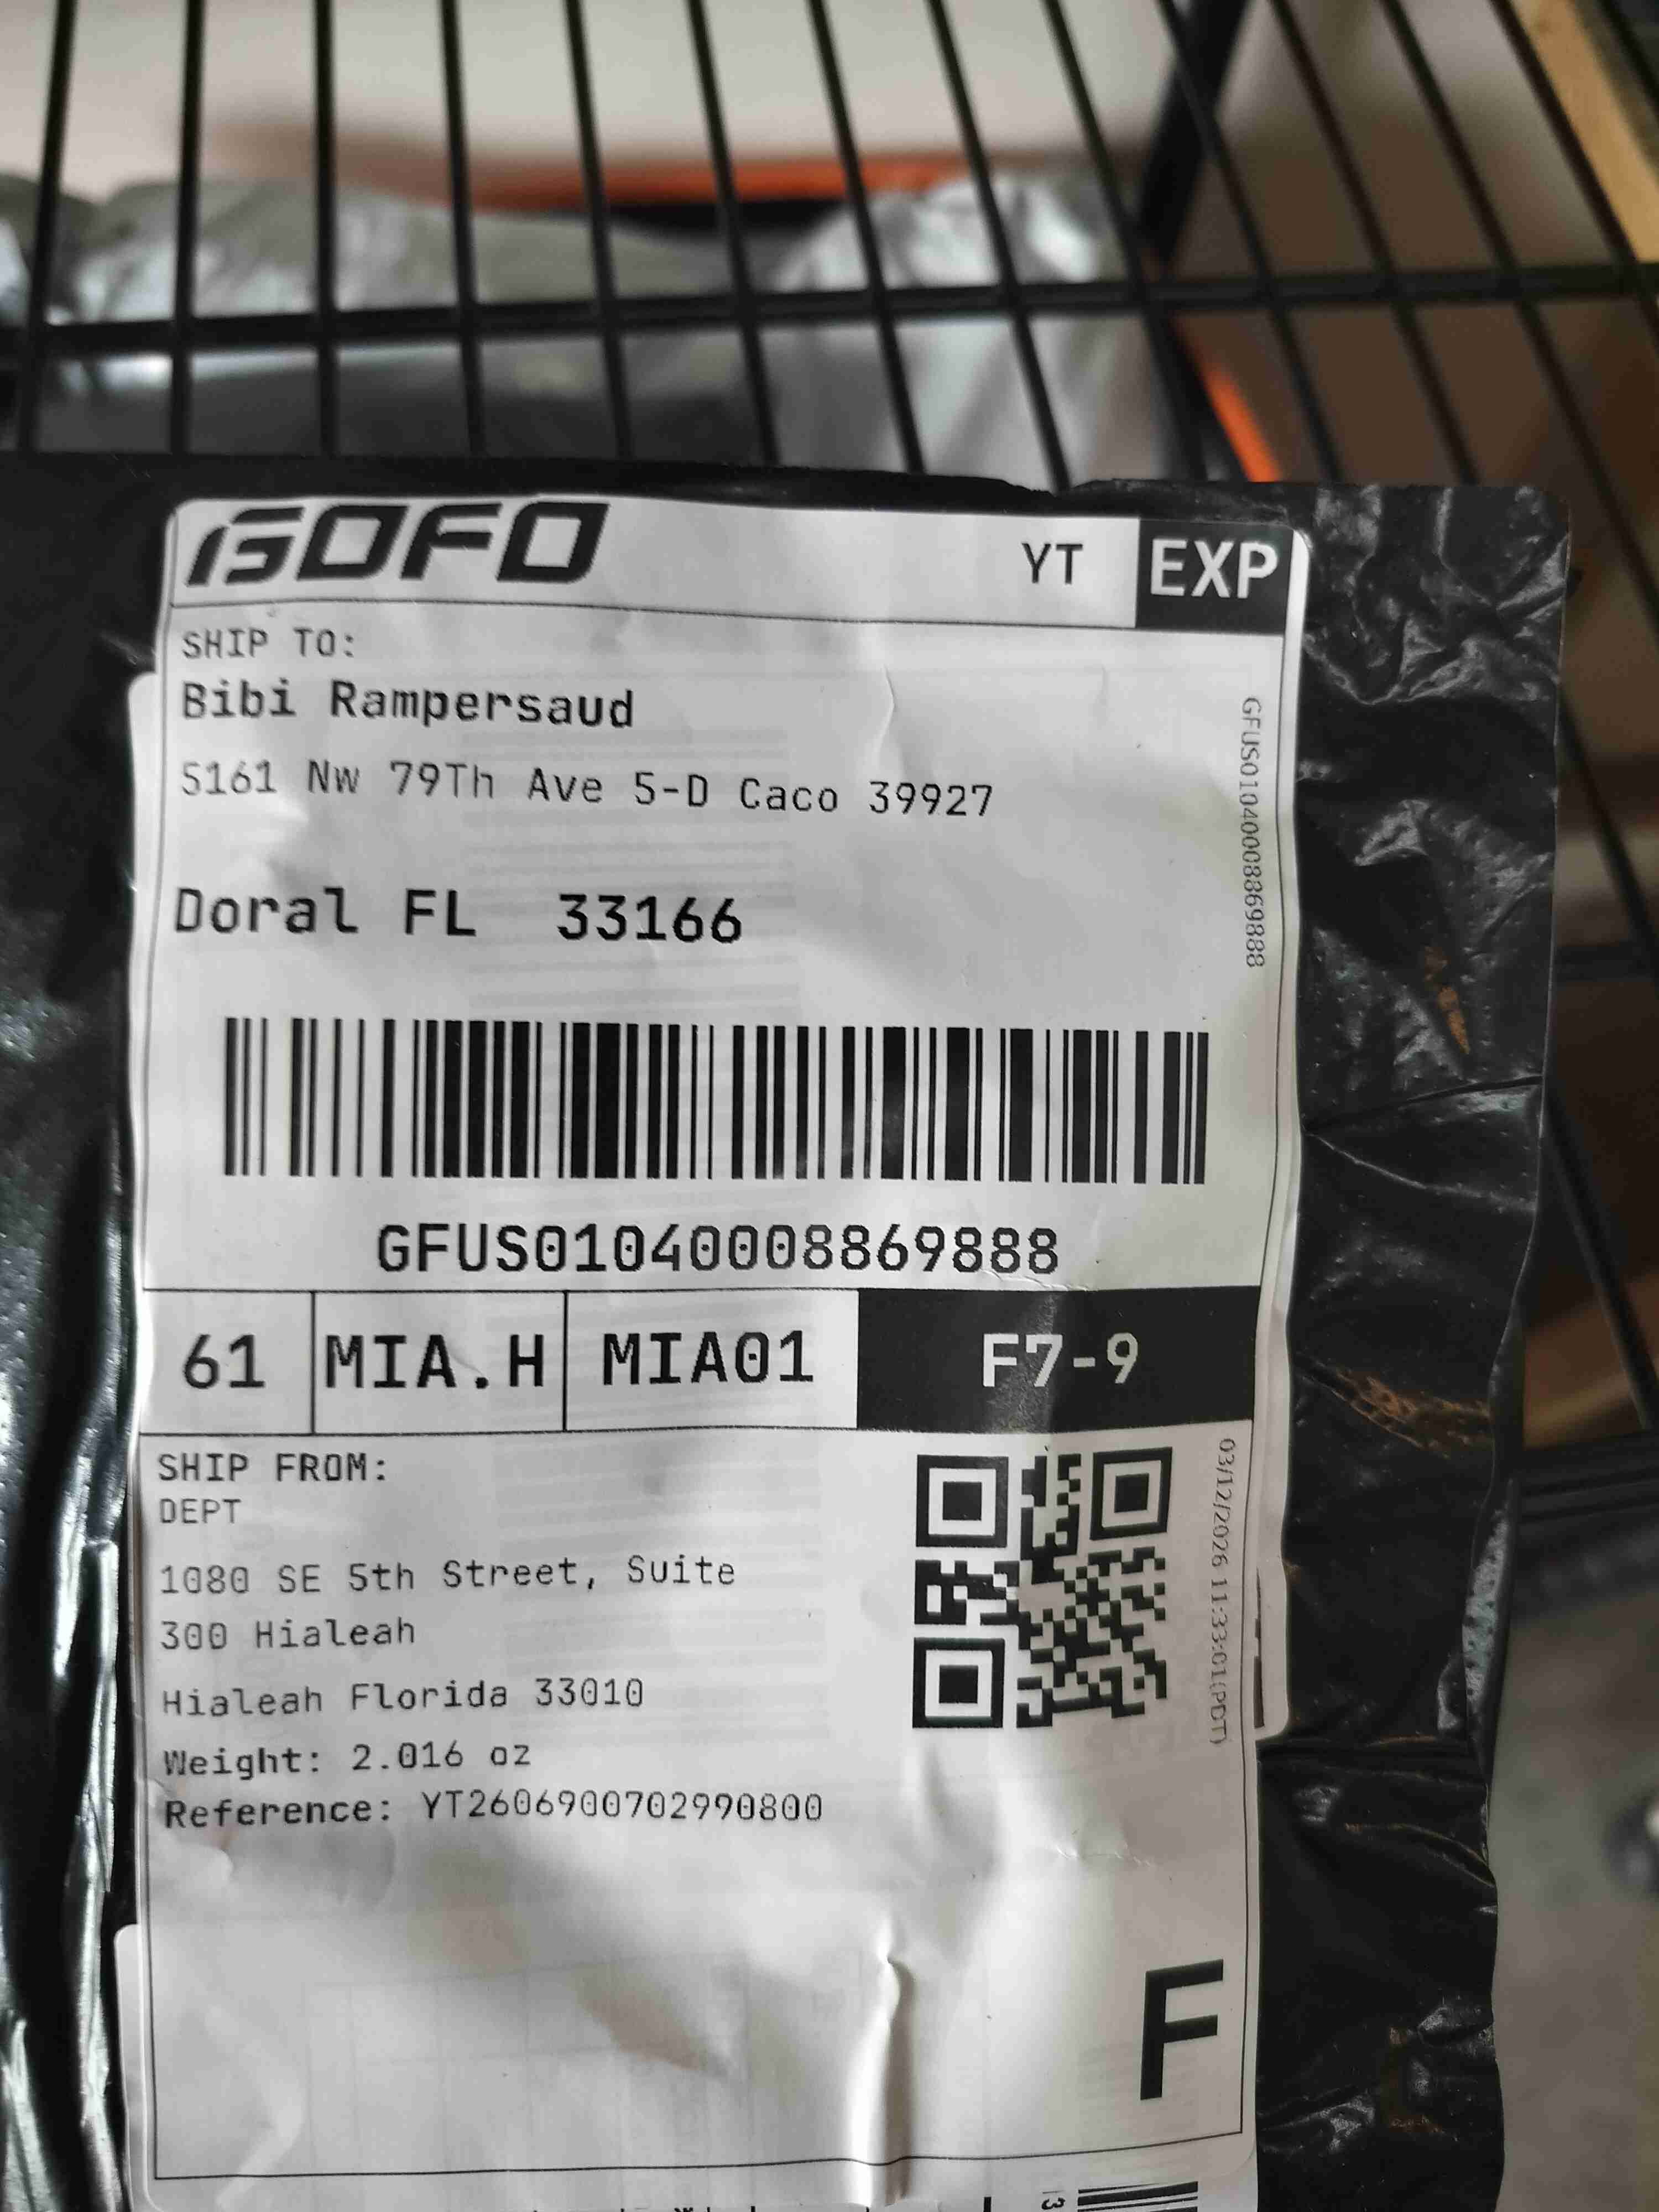 GOFO
YT
EXP
SHIP TO:
Bibi Rampersaud
5161 Nw 79Th Ave 5-D Caco 39927
Doral FL 33166
GFUS01040008869888
GFUS01040008869888
61
MIA.H
MIA01
F7-9
SHIP FROM:
DEPT
1080 SE 5th Street, Suite
300 Hialeah
Hialeah Florida 33010
Weight: 2.016 oz
Reference: YT2606900702990800
03/12/2026 11:33:01(PDT)
F